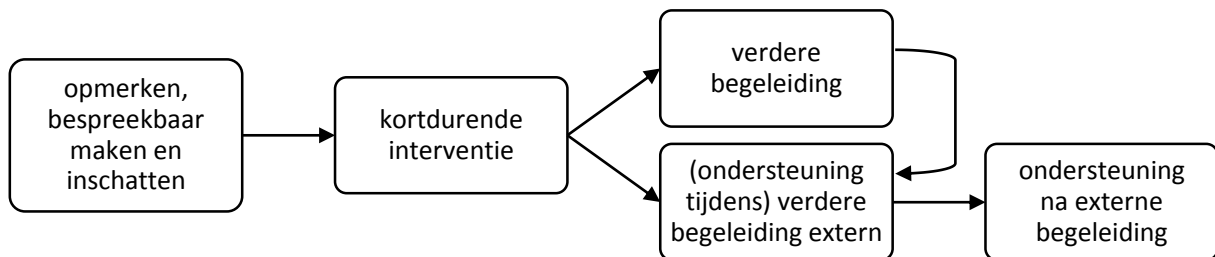 opmerken,
bespreekbaar
maken en
inschatten
kortdurende
interventie
verdere
begeleiding
(ondersteuning
tijdens) verdere
begeleiding extern
ondersteuning
na externe
begeleiding